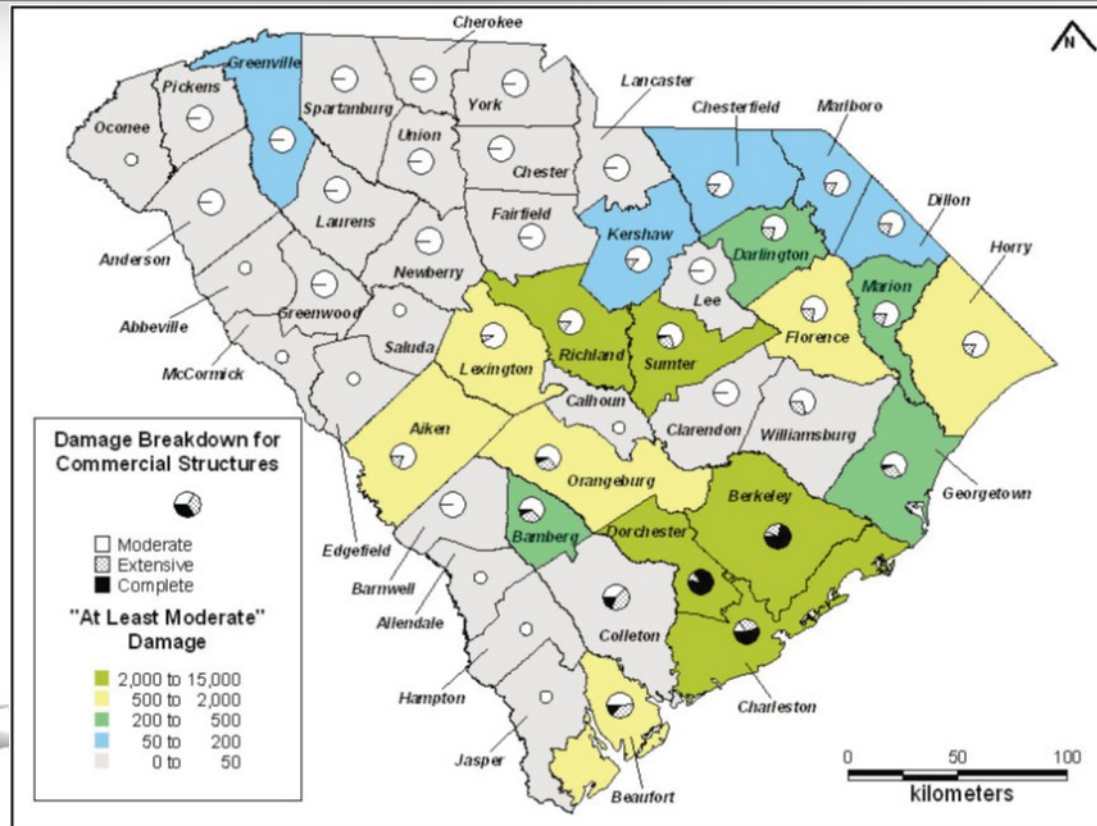 Cherokee
N
Greenville
Lancaster
Pickens
Chesterfield
Marlboro
Spartanburg
York
Oconee
Union
Chester
Dillon
Laurens
Fairfield
Kershaw
Horry
Darlington
Anderson
Newberry
Marion
Lee
Abbeville
Greenwood
Florence
Saluda
Richland
Sumter
McCormick
Lexington
Calhoun
Clarendon
Williamsburg
Aiken
Orangeburg
Georgetown
Berkeley
Dorchester
Bamberg
Edgefield
Barnwell
Allendale
Colleton
Hampton
Charleston
Jasper
Beaufort
Damage Breakdown for
Commercial Structures
Moderate
Extensive
Complete
"At Least Moderate"
Damage
2,000 to 15,000
500 to 2,000
200 to 500
50 to 200
0 to 50
0 50 100
kilometers